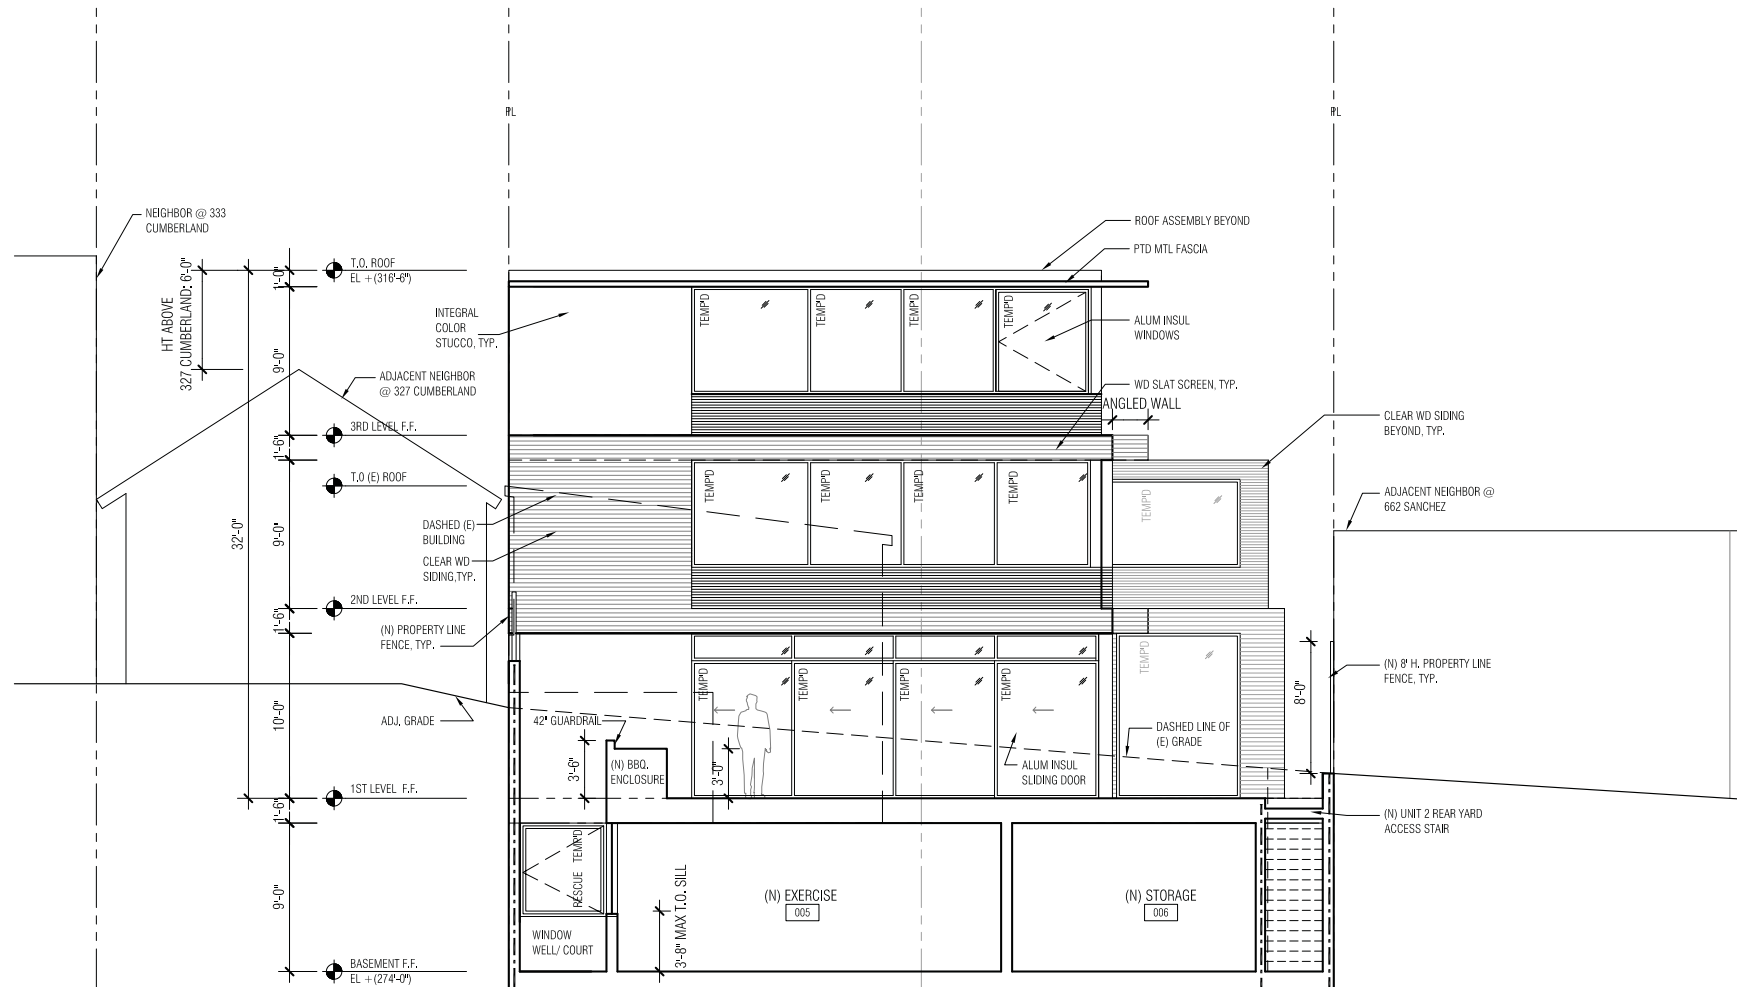 PL
PL
NEIGHBOR @ 333
CUMBERLAND
ROOF ASSEMBLY BEYOND
PTD MTL FASCIA
T.O. ROOF
EL +(316'-6")
1'-0"
HT ABOVE
327 CUMBERLAND: 6'-0"
INTEGRAL
COLOR
STUCCO, TYP.
TEMP'D
TEMP'D
TEMP'D
TEMP'D
ALUM INSUL
WINDOWS
9'-0"
ADJACENT NEIGHBOR
@ 327 CUMBERLAND
WD SLAT SCREEN, TYP.
ANGLED WALL
CLEAR WD SIDING
BEYOND, TYP.
3RD LEVEL F.F.
1'-6"
T.O (E) ROOF
TEMP'D
TEMP'D
TEMP'D
TEMP'D
TEMP'D
ADJACENT NEIGHBOR @
662 SANCHEZ
32'-0"
9'-0"
DASHED (E)
BUILDING
CLEAR WD
SIDING,TYP.
2ND LEVEL F.F.
1'-6"
(N) PROPERTY LINE
FENCE, TYP.
TEMP'D
TEMP'D
TEMP'D
TEMP'D
TEMP'D
(N) 8' H. PROPERTY LINE
FENCE, TYP.
8'-0"
10'-0"
ADJ. GRADE
42" GUARDRAIL
DASHED LINE OF
(E) GRADE
3'-6"
(N) BBQ.
ENCLOSURE
3'-0"
ALUM INSUL
SLIDING DOOR
1ST LEVEL F.F.
1'-6"
(N) UNIT 2 REAR YARD
ACCESS STAIR
RESCUE TEMP'D
9'-0"
3'-8" MAX T.O. SILL
(N) EXERCISE
005
(N) STORAGE
006
WINDOW
WELL/ COURT
BASEMENT F.F.
EL +(274'-0")